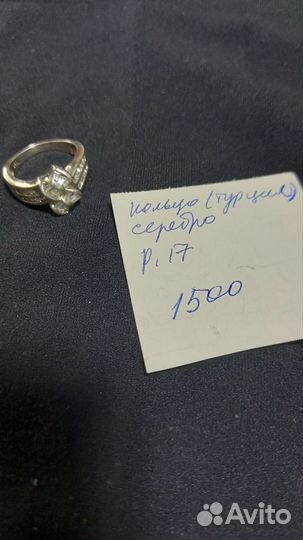 кольцо (турция)
серебро
р. 17
1500
Avito